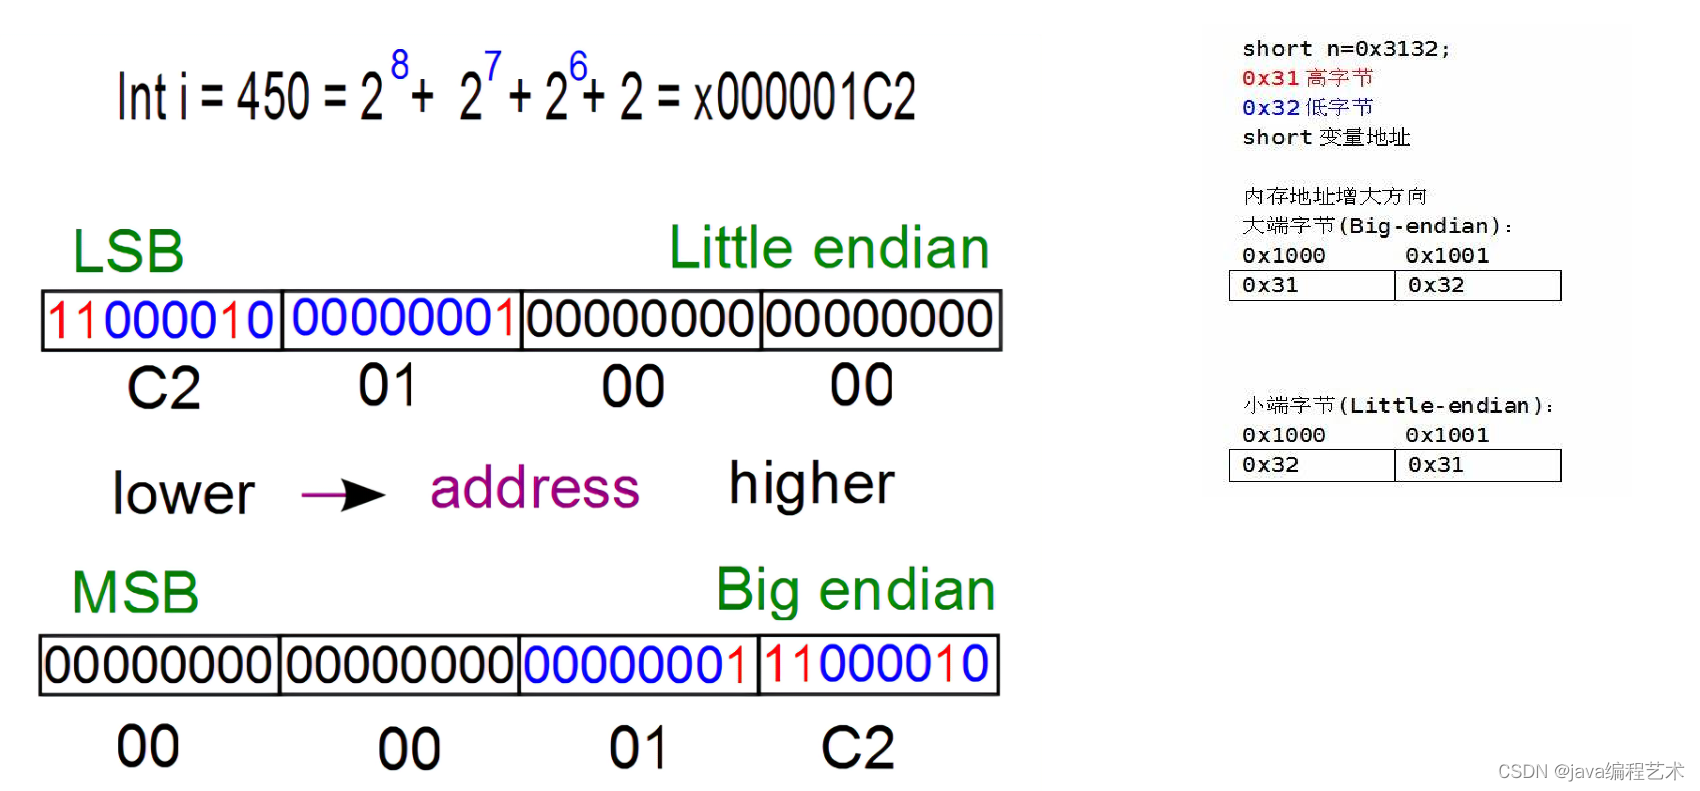 Int i = 450 = 2^8 + 2^7 + 2^6 + 2 = x000001C2
LSB Little endian
11000010 00000001 00000000 00000000
C2 01 00 00
lower address higher
MSB Big endian
00000000 00000000 00000001 11000010
00 00 01 C2
short n=0x3132;
0x31 高字节
0x32 低字节
short 变量地址
内存地址增大方向
大端字节(Big-endian):
0x1000 0x1001
0x31 0x32
小端字节(Little-endian):
0x1000 0x1001
0x32 0x31
CSDN @java编程艺术